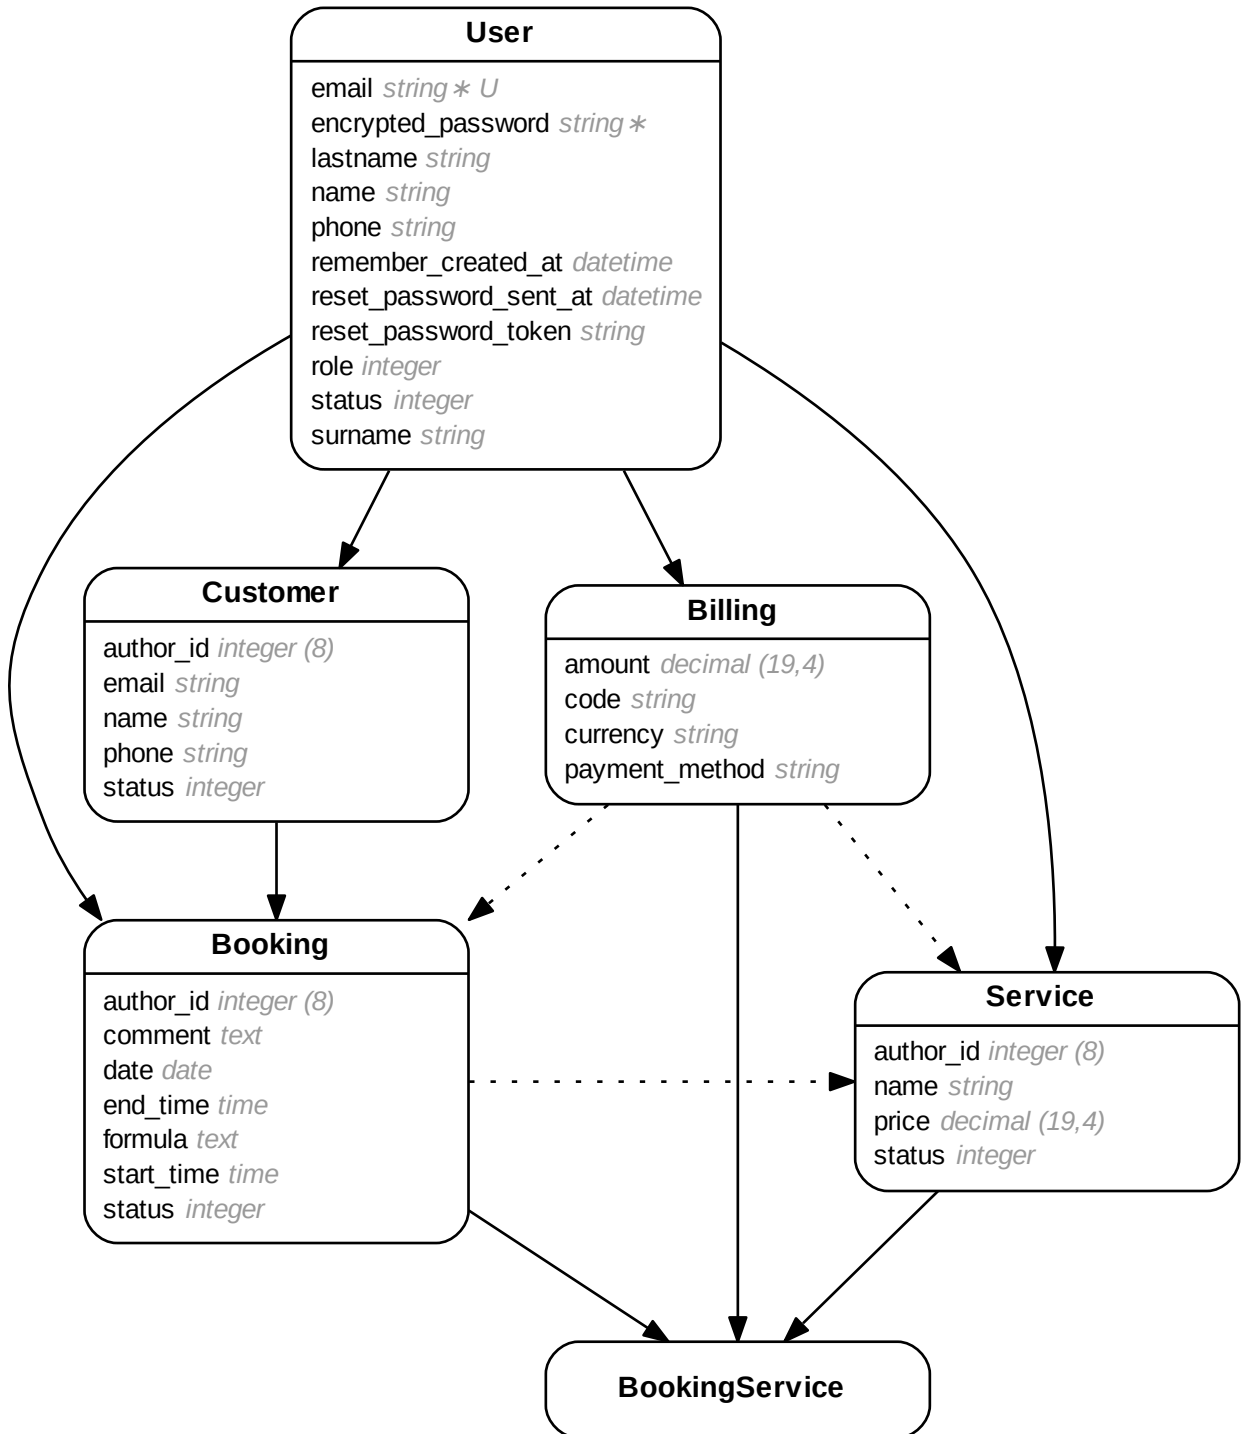 User
email string∗ U
encrypted_password string∗
lastname string
name string
phone string
remember_created_at datetime
reset_password_sent_at datetime
reset_password_token string
role integer
status integer
surname string
Customer
author_id integer (8)
email string
name string
phone string
status integer
Billing
amount decimal (19,4)
code string
currency string
payment_method string
Booking
author_id integer (8)
comment text
date date
end_time time
formula text
start_time time
status integer
Service
author_id integer (8)
name string
price decimal (19,4)
status integer
BookingService